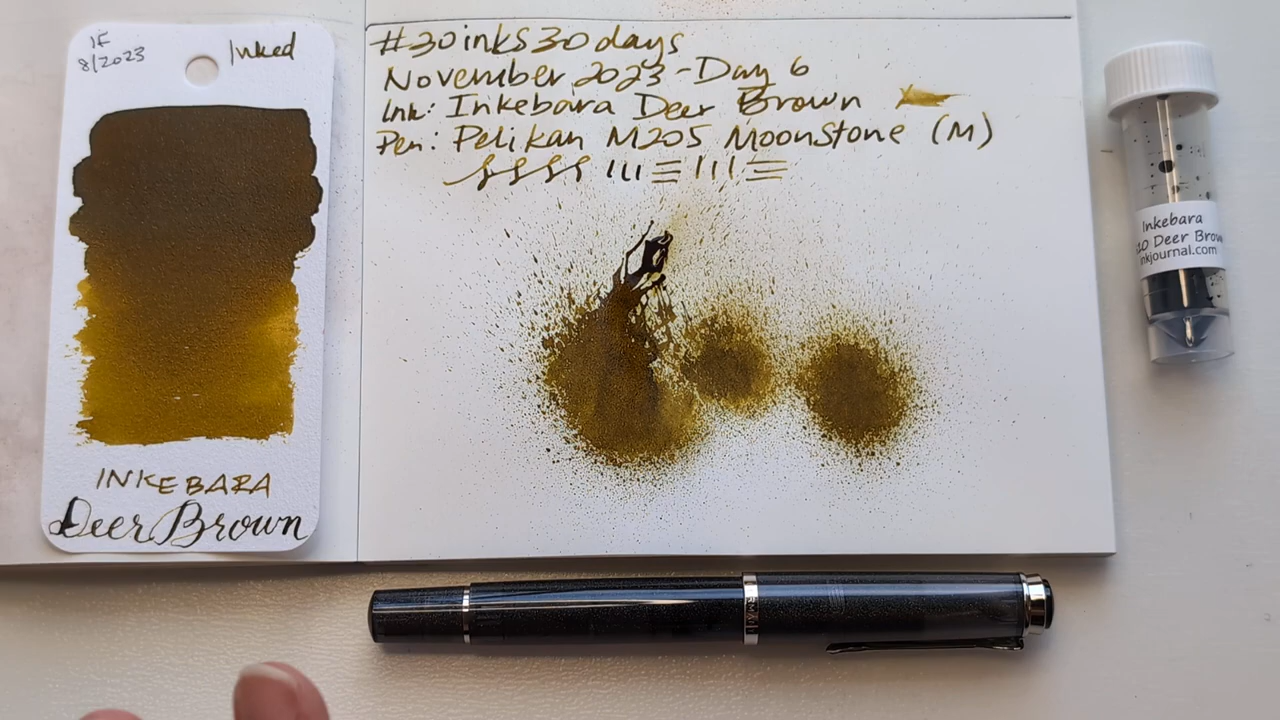 IF
8/2023
Inked
INKEBARA
Deer Brown
#30inks30days
November 2023-Day 6
Ink: Inkebara Deer Brown
Pen: Pelikan M205 Moonstone (M)
Inkebara
Deer Brow
inkjournal.com